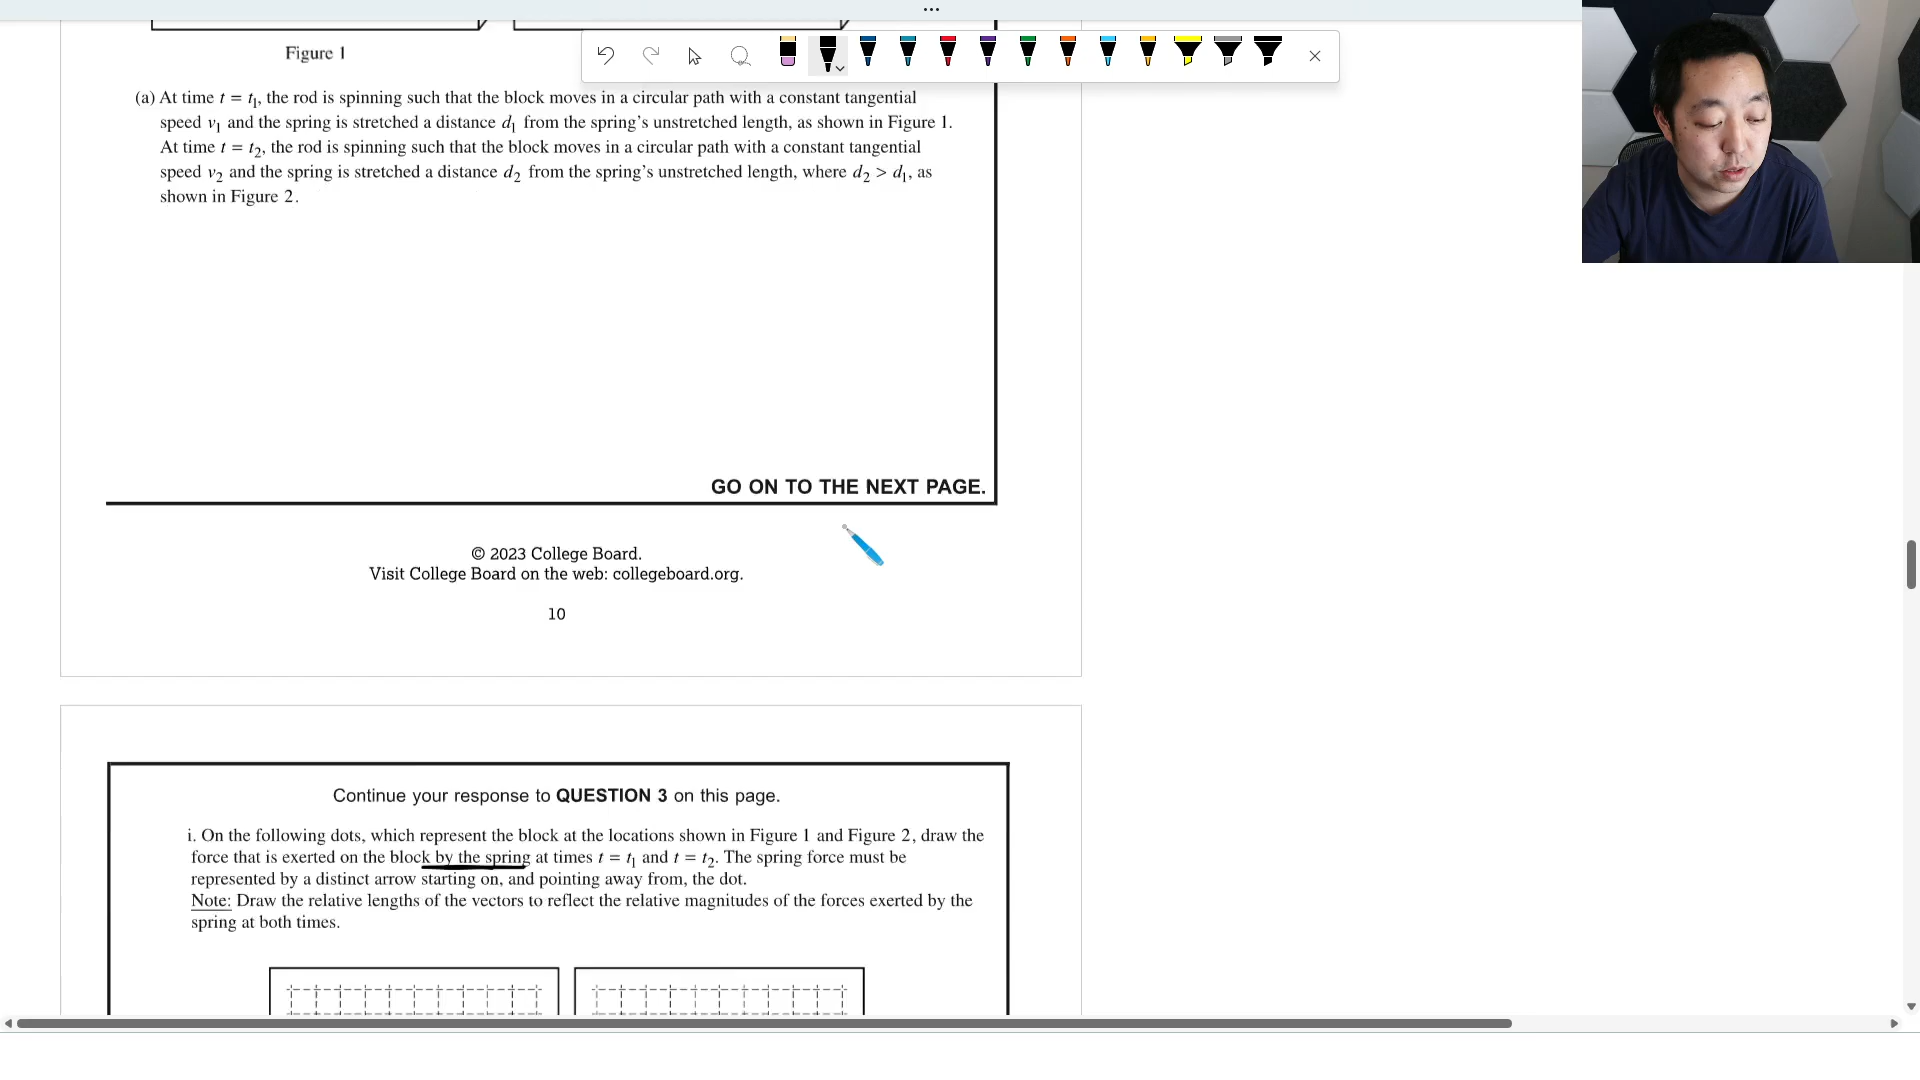 Figure 1
(a) At time t = t₁, the rod is spinning such that the block moves in a circular path with a constant tangential
speed v₁ and the spring is stretched a distance d₁ from the spring's unstretched length, as shown in Figure 1.
At time t = t₂, the rod is spinning such that the block moves in a circular path with a constant tangential
speed v₂ and the spring is stretched a distance d₂ from the spring's unstretched length, where d₂ > d₁, as
shown in Figure 2.
GO ON TO THE NEXT PAGE.
© 2023 College Board.
Visit College Board on the web: collegeboard.org.
10
Continue your response to QUESTION 3 on this page.
i. On the following dots, which represent the block at the locations shown in Figure 1 and Figure 2, draw the
force that is exerted on the block by the spring at times t = t₁ and t = t₂. The spring force must be
represented by a distinct arrow starting on, and pointing away from, the dot.
Note: Draw the relative lengths of the vectors to reflect the relative magnitudes of the forces exerted by the
spring at both times.